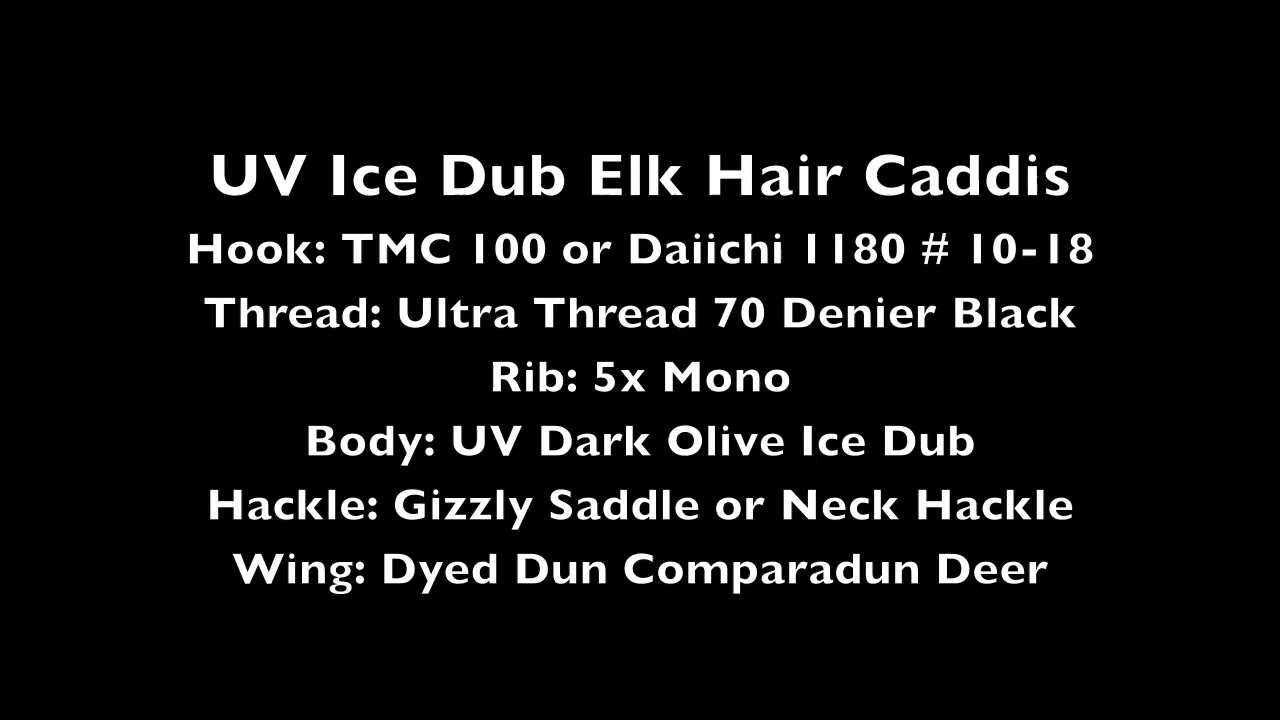 UV Ice Dub Elk Hair Caddis
Hook: TMC 100 or Daiichi 1180 # 10-18
Thread: Ultra Thread 70 Denier Black
Rib: 5x Mono
Body: UV Dark Olive Ice Dub
Hackle: Gizzly Saddle or Neck Hackle
Wing: Dyed Dun Comparadun Deer